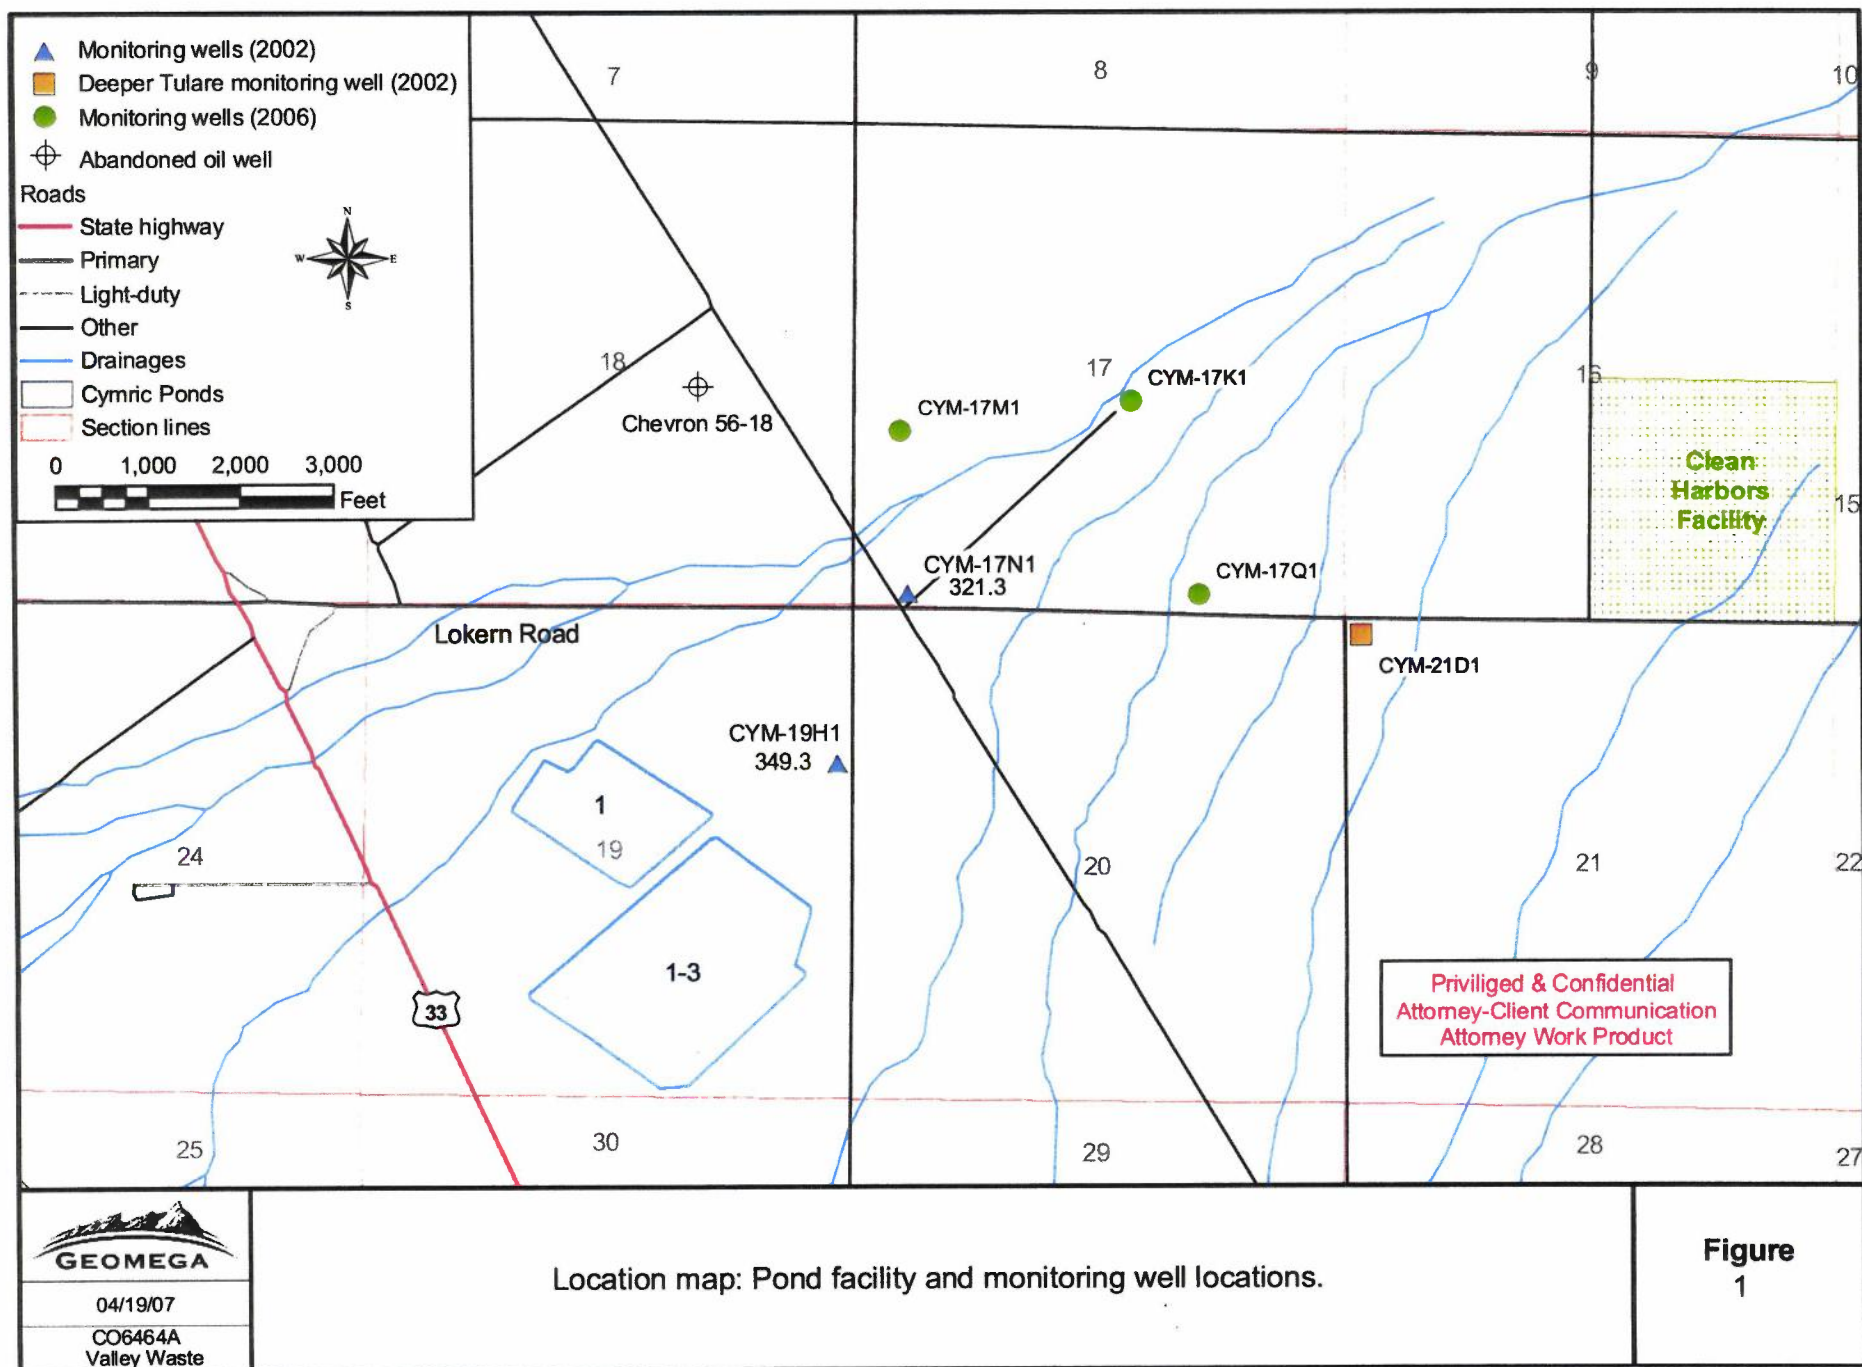 Monitoring wells (2002)
Deeper Tulare monitoring well (2002)
Monitoring wells (2006)
Abandoned oil well
Roads
State highway
Primary
Light-duty
Other
Drainages
Cymric Ponds
Section lines
N
W E
S
0 1,000 2,000 3,000
Feet
7
8
9
10
18
Chevron 56-18
17
CYM-17K1
CYM-17M1
16
Clean
Harbors
Facility
15
CYM-17N1
321.3
CYM-17Q1
Lokern Road
CYM-21D1
CYM-19H1
349.3
1
19
24
20
21
22
1-3
33
Priviliged & Confidential
Attorney-Client Communication
Attorney Work Product
25
30
29
28
27
GEOMEGA
04/19/07
CO6464A
Valley Waste
Location map: Pond facility and monitoring well locations.
Figure
1